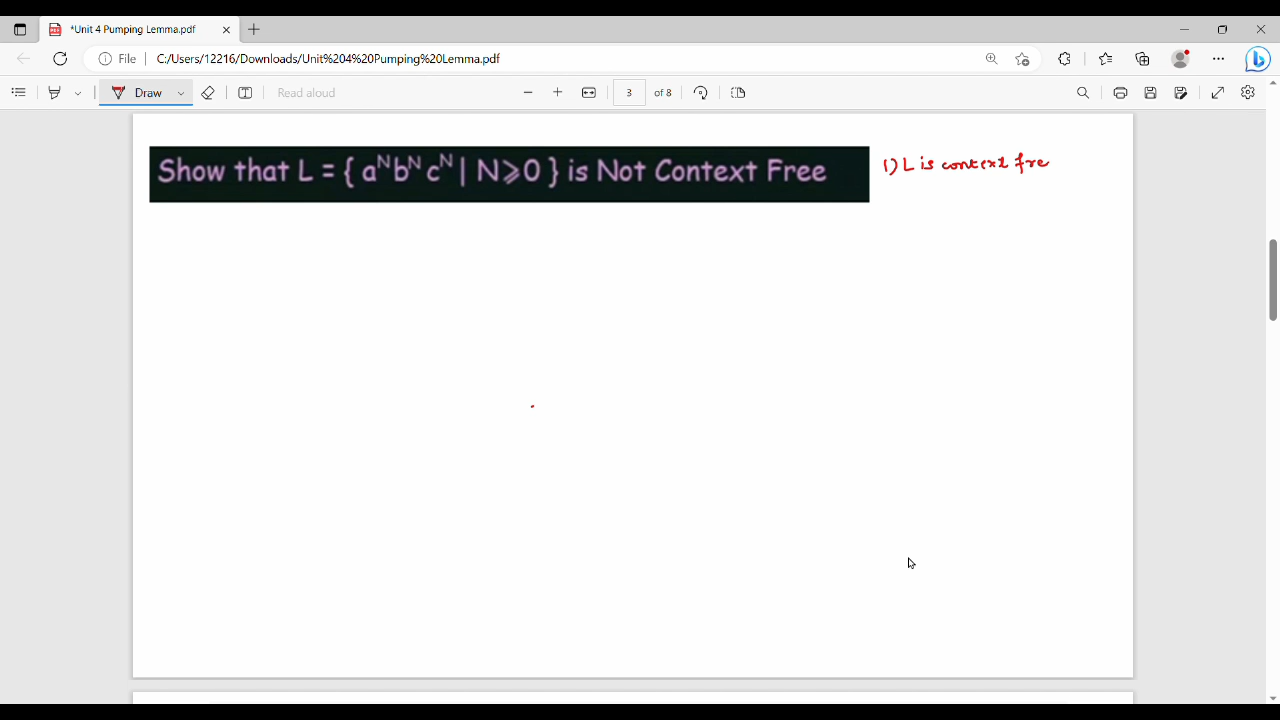 *Unit 4 Pumping Lemma.pdf
File C:/Users/12216/Downloads/Unit%204%20Pumping%20Lemma.pdf
Draw Read aloud 3 of 8
Show that L = { aᴺbᴺcᴺ | N⩾0 } is Not Context Free
1) L is context fre